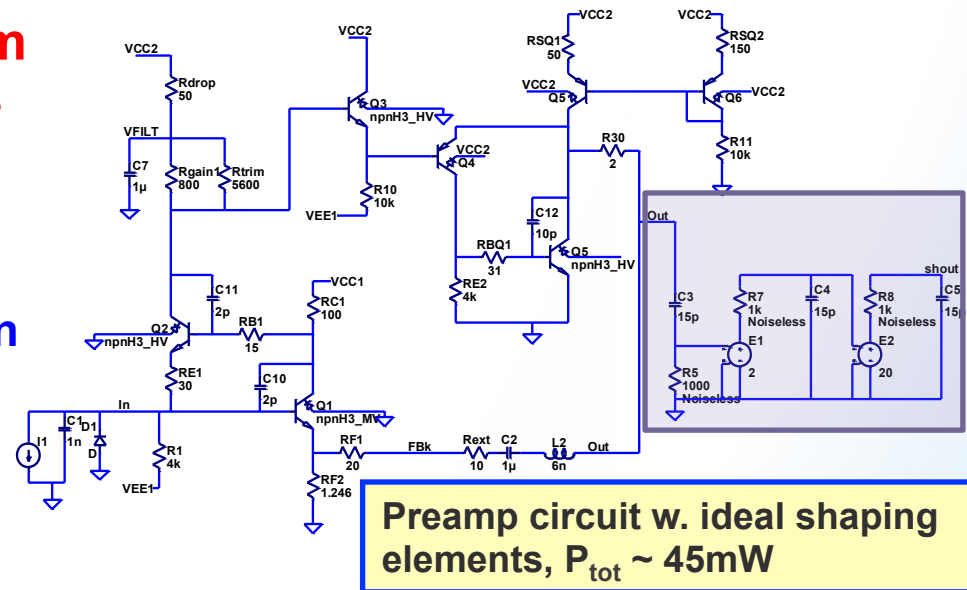 m
VCC2
Rdrop
50
VFILT
C7
1µ
Rgain1
800
Rtrim
5600
VCC2
Q3
npnH3_HV
R10
10k
VEE1
VCC2
Q4
RSQ1
50
VCC2
Q5
VCC2
RSQ2
150
VCC2
Q6
R11
10k
R30
2
C12
10p
RBQ1
31
Q5
npnH3_HV
RE2
4k
C11
2p
VCC1
RC1
100
Q2
npnH3_HV
RB1
15
RE1
30
C10
2p
m
In
Q1
npnH3_MV
I1
C1
1n
D1
D
R1
4k
VEE1
RF1
20
FBk
Rext
10
C2
1µ
L2
6n
Out
RF2
1.246
Out
C3
15p
R5
1000
Noiseless
R7
1k
Noiseless
E1
2
C4
15p
R8
1k
Noiseless
E2
20
shout
C5
15p
Preamp circuit w. ideal shaping
elements, Ptot ~ 45mW